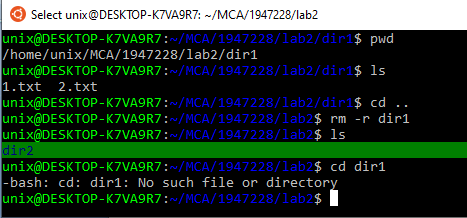 Select unix@DESKTOP-K7VA9R7: ~/MCA/1947228/lab2
unix@DESKTOP-K7VA9R7:~/MCA/1947228/lab2/dir1$ pwd
/home/unix/MCA/1947228/lab2/dir1
unix@DESKTOP-K7VA9R7:~/MCA/1947228/lab2/dir1$ ls
1.txt  2.txt
unix@DESKTOP-K7VA9R7:~/MCA/1947228/lab2/dir1$ cd ..
unix@DESKTOP-K7VA9R7:~/MCA/1947228/lab2$ rm -r dir1
unix@DESKTOP-K7VA9R7:~/MCA/1947228/lab2$ ls
dir2
unix@DESKTOP-K7VA9R7:~/MCA/1947228/lab2$ cd dir1
-bash: cd: dir1: No such file or directory
unix@DESKTOP-K7VA9R7:~/MCA/1947228/lab2$